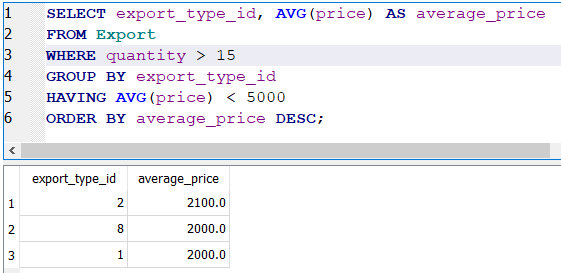 1 SELECT export_type_id, AVG(price) AS average_price
2 FROM Export
3 WHERE quantity > 15
4 GROUP BY export_type_id
5 HAVING AVG(price) < 5000
6 ORDER BY average_price DESC;
export_type_id average_price
1 2 2100.0
2 8 2000.0
3 1 2000.0